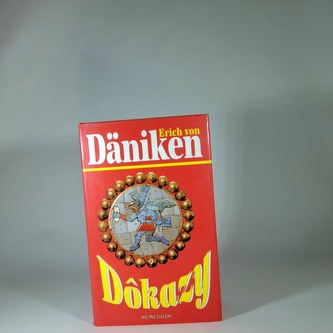 Erich von
Däniken
Dôkazy
REMEDIUM